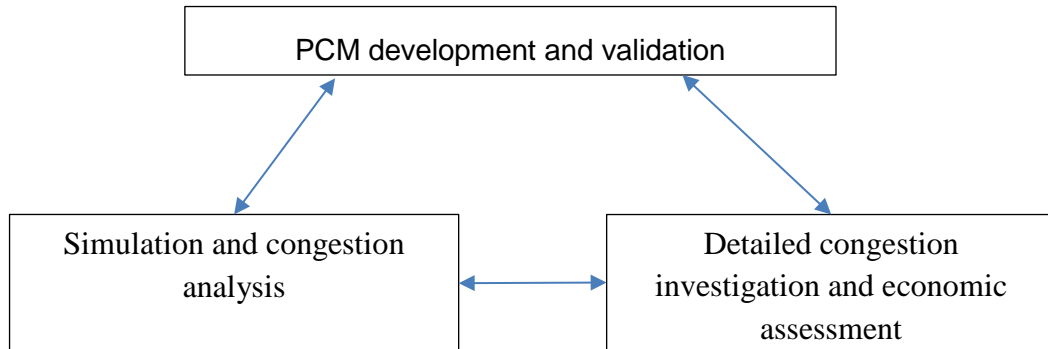 PCM development and validation
Simulation and congestion
analysis
Detailed congestion
investigation and economic
assessment